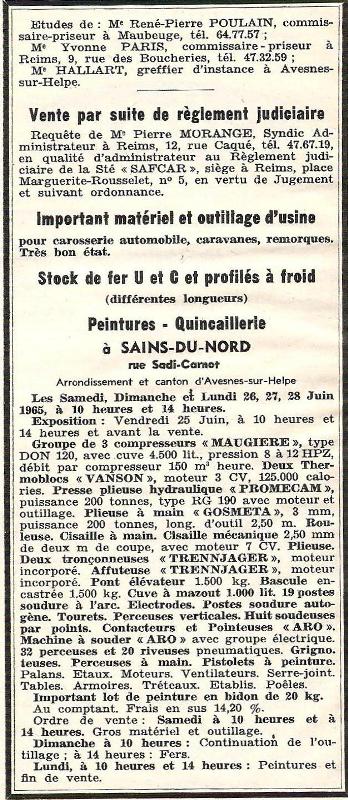 Etudes de : Me René-Pierre POULAIN, commis-
saire-priseur à Maubeuge, tél. 64.77.57 ;
Me Yvonne PARIS, commissaire-priseur à
Reims, 9, rue des Boucheries, tél. 47.32.59 ;
Me HALLART, greffier d'instance à Avesnes-
sur-Helpe.
Vente par suite de règlement judiciaire
Requête de Me Pierre MORANGE, Syndic Ad-
ministrateur à Reims, 12, rue Caqué, tél. 47.67.19,
en qualité d'administrateur au Règlement judi-
ciaire de la Sté « SAFCAR », siège à Reims, place
Marguerite-Rousselet, n° 5, en vertu de Jugement
et suivant ordonnance.
Important matériel et outillage d'usine
pour carosserie automobile, caravanes, remorques.
Très bon état.
Stock de fer U et C et profilés à froid
(différentes longueurs)
Peintures - Quincaillerie
à SAINS-DU-NORD
rue Sadi-Carnot
Arrondissement et canton d'Avesnes-sur-Helpe
Les Samedi, Dimanche et Lundi 26, 27, 28 Juin
1965, à 10 heures et 14 heures.
Exposition : Vendredi 25 Juin, à 10 heures et
14 heures et avant la vente.
Groupe de 3 compresseurs « MAUGIERE », type
DON 120, avec cuve 4.500 lit., pression 8 à 12 HPZ,
débit par compresseur 150 m³ heure. Deux Ther-
moblocs « VANSON », moteur 3 CV, 125.000 calo-
ries. Presse plieuse hydraulique « PROMECAM »,
puissance 200 tonnes, type RG 190 avec moteur et
outillage. Plieuse à main « GOSMETA », 3 mm,
puissance 200 tonnes, long. d'outil 2,50 m. Rou-
leuse. Cisaille à main. Cisaille mécanique 2,50 mm
de deux m de coupe, avec moteur 7 CV. Plieuse.
Deux tronçonneuses « TRENNJAGER », moteur
incorporé. Affuteuse « TRENNJAGER », moteur
incorporé. Pont élévateur 1.500 kg. Bascule en-
castrée 1.500 kg. Cuve à mazout 1.000 lit. 19 postes
soudure à l'arc. Electrodes. Postes soudure auto-
gène. Tourets. Perceuses verticales. Huit soudeuses
par points. Contacteurs et Pointeuses « ARO ».
Machine à souder « ARO » avec groupe électrique.
32 perceuses et 20 riveuses pneumatiques. Grigno.
teuses. Perceuses à main. Pistolets à peinture.
Palans. Etaux. Moteurs. Ventilateurs. Serre-joint.
Tables. Armoires. Trétcaux. Etablis. Poêles.
Important lot de peinture en bidon de 20 kg.
Au comptant. Frais en sus 14,20 %.
Ordre de vente : Samedi à 10 heures et à
14 heures. Gros matériel et outillage.
Dimanche à 10 heures : Continuation de l'ou-
tillage ; à 14 heures : Fers.
Lundi, à 10 heures et 14 heures : Peintures et
fin de vente.